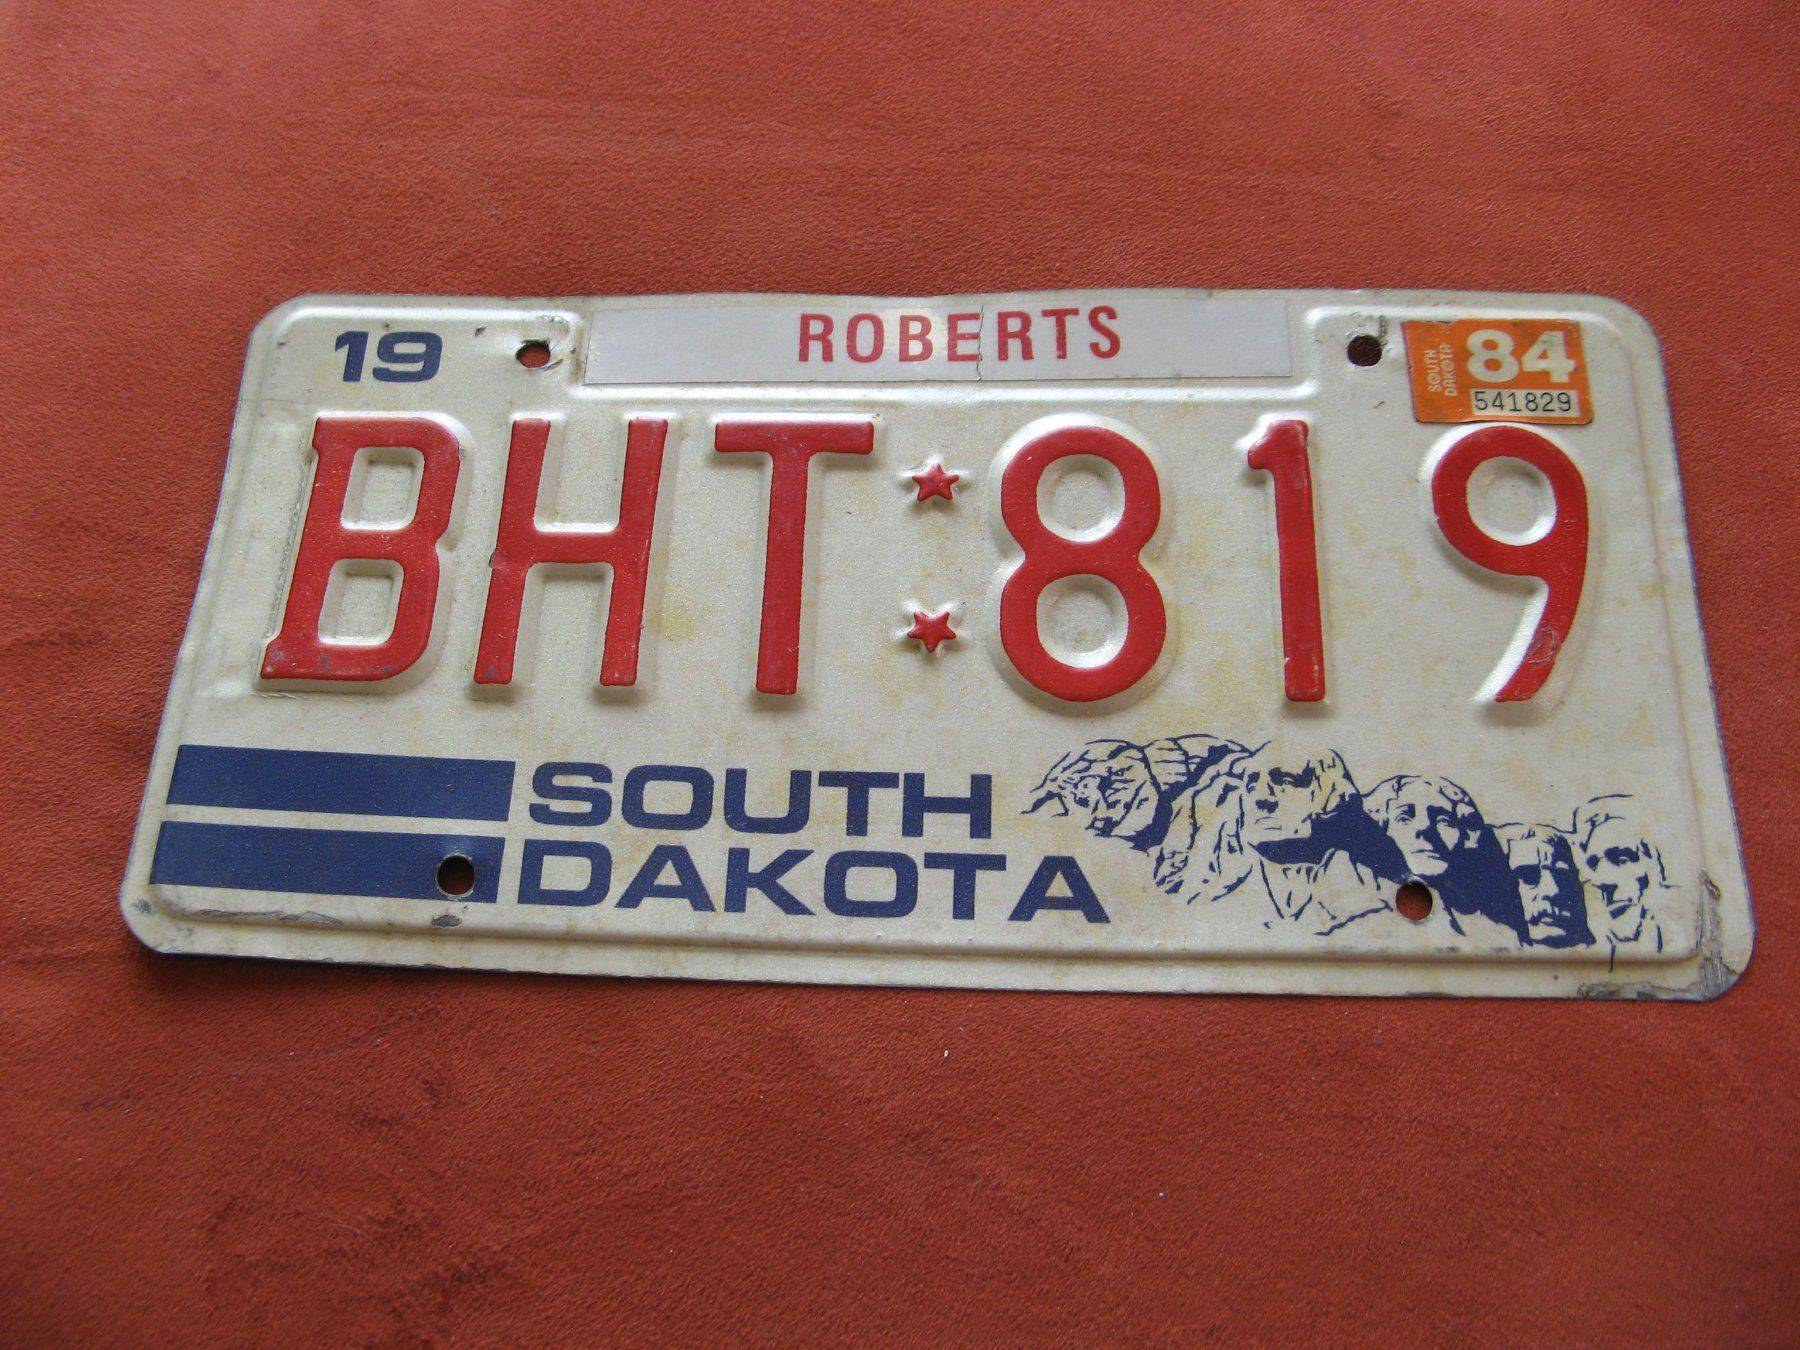 19
ROBERTS
SOUTH
DAKOTA
84
541829
BHT 819
SOUTH
DAKOTA